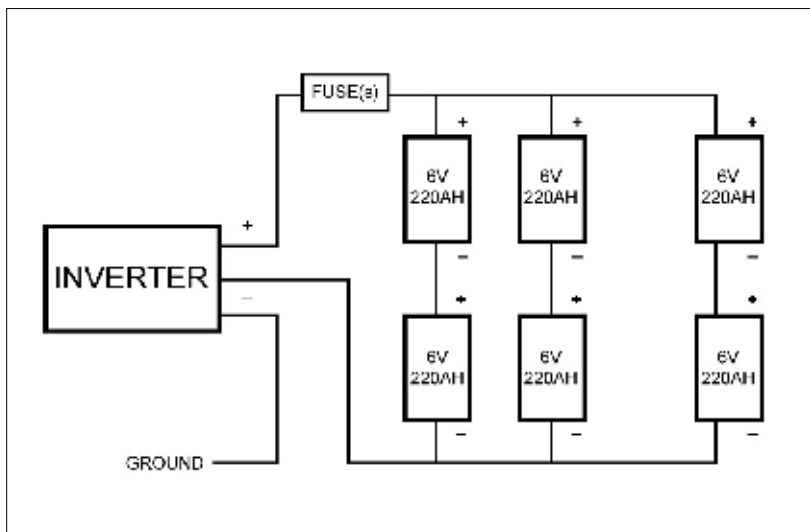 FUSE(s)
+ + +
6V 6V 6V
220AH 220AH 220AH
+
− − −
INVERTER
−
+ + +
6V 6V 6V
220AH 220AH 220AH
− − −
GROUND